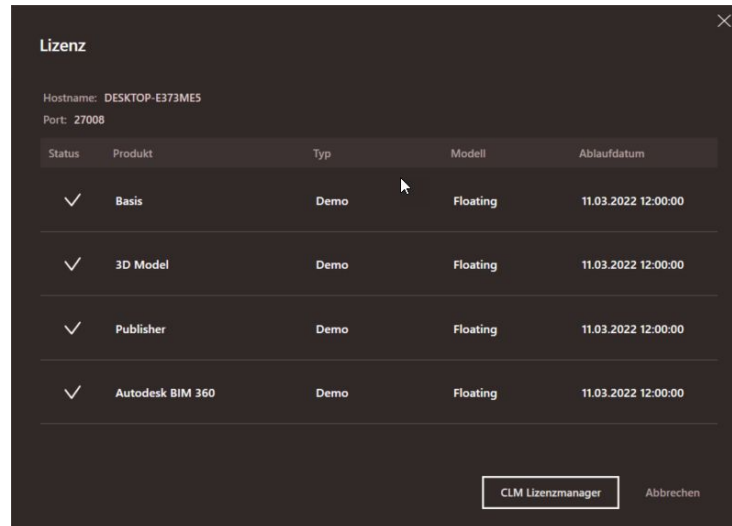 Lizenz
Hostname: DESKTOP-E373ME5
Port: 27008
Status Produkt Typ Modell Ablaufdatum
Basis Demo Floating 11.03.2022 12:00:00
3D Model Demo Floating 11.03.2022 12:00:00
Publisher Demo Floating 11.03.2022 12:00:00
Autodesk BIM 360 Demo Floating 11.03.2022 12:00:00
CLM Lizenzmanager Abbrechen